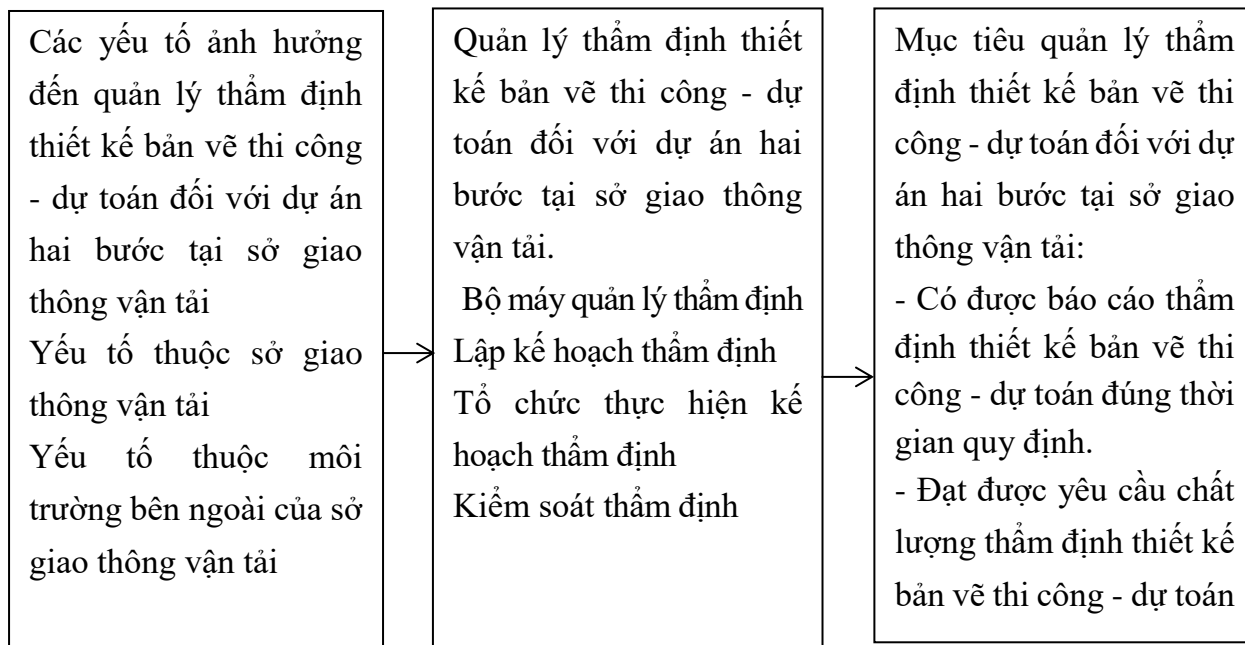 Các yếu tố ảnh hưởng
đến quản lý thẩm định
thiết kế bản vẽ thi công
- dự toán đối với dự án
hai bước tại sở giao
thông vận tải
Yếu tố thuộc sở giao
thông vận tải
Yếu tố thuộc môi
trường bên ngoài của sở
giao thông vận tải
Quản lý thẩm định thiết
kế bản vẽ thi công - dự
toán đối với dự án hai
bước tại sở giao thông
vận tải.
Bộ máy quản lý thẩm định
Lập kế hoạch thẩm định
Tổ chức thực hiện kế
hoạch thẩm định
Kiểm soát thẩm định
Mục tiêu quản lý thẩm
định thiết kế bản vẽ thi
công - dự toán đối với dự
án hai bước tại sở giao
thông vận tải:
- Có được báo cáo thẩm
định thiết kế bản vẽ thi
công - dự toán đúng thời
gian quy định.
- Đạt được yêu cầu chất
lượng thẩm định thiết kế
bản vẽ thi công - dự toán